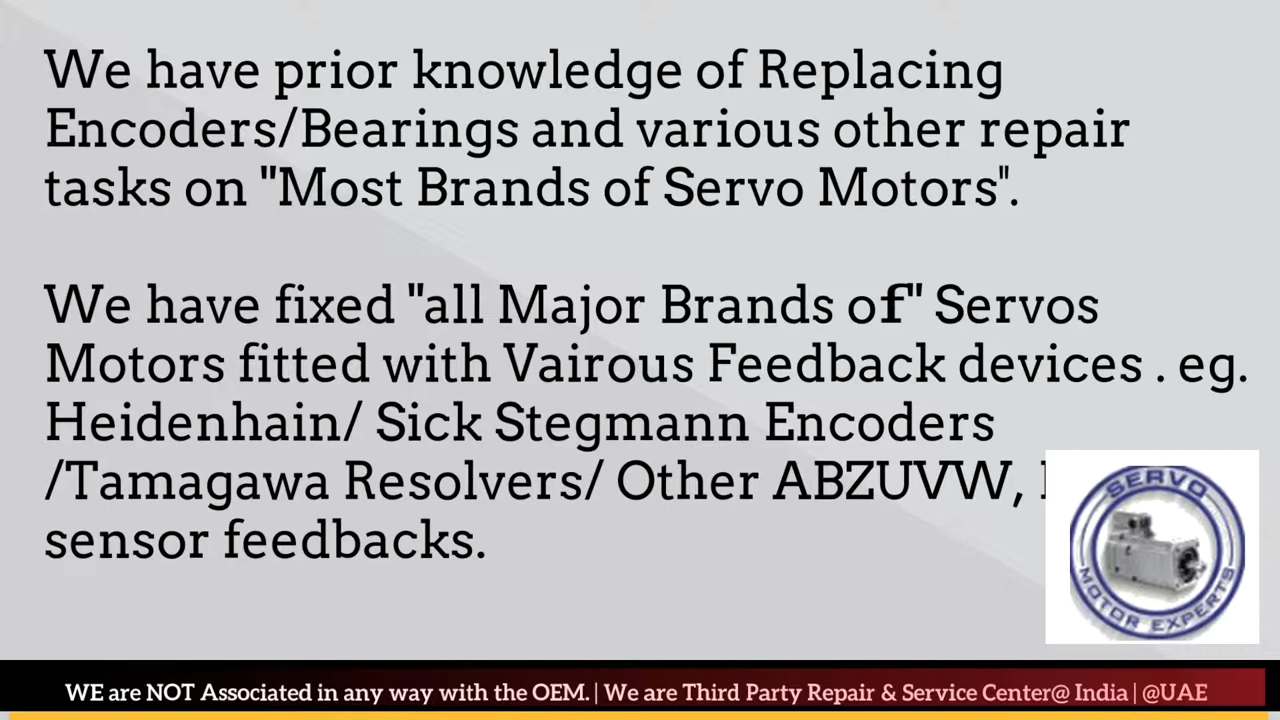 We have prior knowledge of Replacing
Encoders/Bearings and various other repair
tasks on "Most Brands of Servo Motors".
We have fixed "all Major Brands of" Servos
Motors fitted with Vairous Feedback devices . eg.
Heidenhain/ Sick Stegmann Encoders
/Tamagawa Resolvers/ Other ABZUVW,
sensor feedbacks.
SERVO
MOTOR EXPERTS
WE are NOT Associated in any way with the OEM. | We are Third Party Repair & Service Center@ India | @UAE